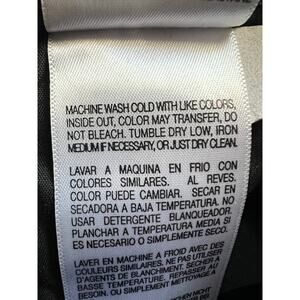 MACHINE WASH COLD WITH LIKE COLORS,
INSIDE OUT, COLOR MAY TRANSFER, DO
NOT BLEACH. TUMBLE DRY LOW, IRON
MEDIUM IF NECESSARY, OR JUST DRY CLEAN.
LAVAR A MAQUINA EN FRIO CON
COLORES SIMILARES. AL REVES.
COLOR PUEDE CAMBIAR. SECAR EN
SECADORA A BAJA TEMPERATURA. NO
USAR DETERGENTE BLANQUEADOR.
PLANCHAR A TEMPERATURA MEDIA SI
ES NECESARIO O SIMPLEMENTE SECO.
LAVER EN MACHINE A FROID AVEC DES
COULEURS SIMILAIRES. NE PAS UTILISER
D'AGENTS DE BLANCHIMENT. SECHER A
BASSE TEMPERATURE. REPASSER AU
BESOIN. OU SIMPLEMENT NETTOYAGE
NICHT